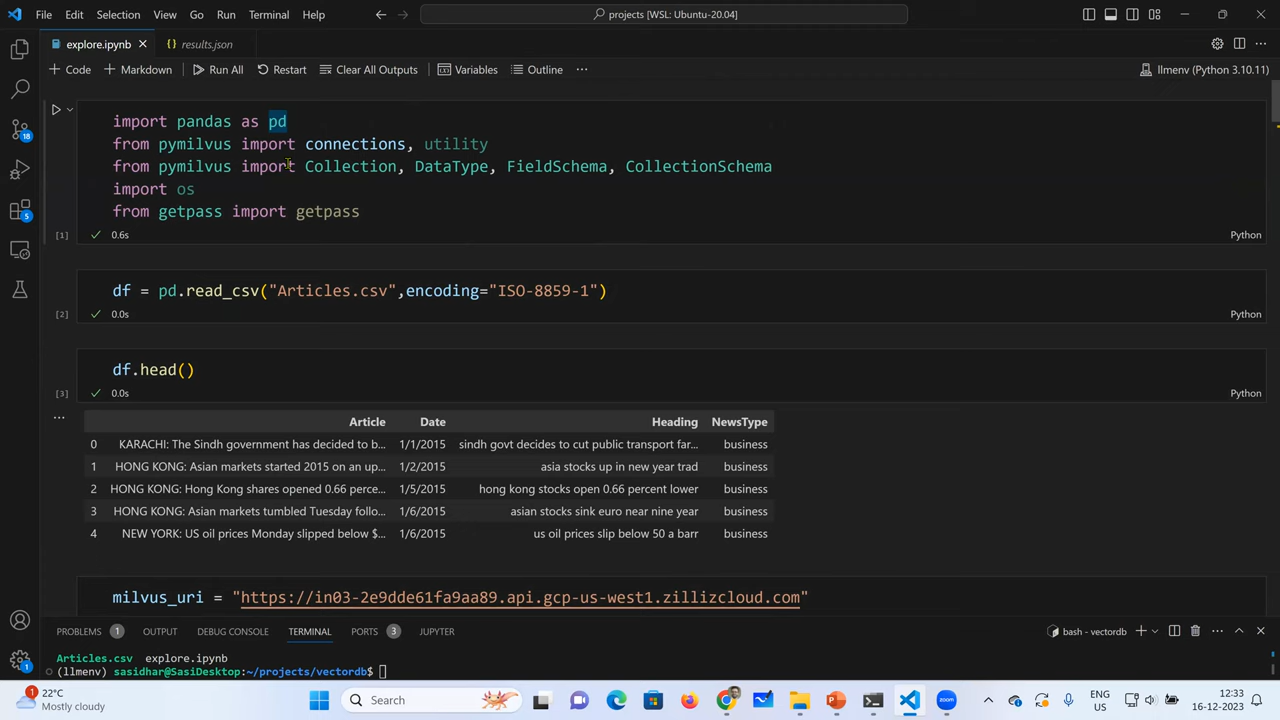 File Edit Selection View Go Run Terminal Help projects [WSL: Ubuntu-20.04]
explore.ipynb results.json
Code Markdown Run All Restart Clear All Outputs Variables Outline ... llmenv (Python 3.10.11)
import pandas as pd
from pymilvus import connections, utility
from pymilvus import Collection, DataType, FieldSchema, CollectionSchema
import os
from getpass import getpass
[1] 0.6s Python
df = pd.read_csv("Articles.csv",encoding="ISO-8859-1")
[2] 0.0s Python
df.head()
[3] 0.0s Python
...
Article Date Heading NewsType
0 KARACHI: The Sindh government has decided to b... 1/1/2015 sindh govt decides to cut public transport far... business
1 HONG KONG: Asian markets started 2015 on an up... 1/2/2015 asia stocks up in new year trad business
2 HONG KONG: Hong Kong shares opened 0.66 perce... 1/5/2015 hong kong stocks open 0.66 percent lower business
3 HONG KONG: Asian markets tumbled Tuesday follo... 1/6/2015 asian stocks sink euro near nine year business
4 NEW YORK: US oil prices Monday slipped below $... 1/6/2015 us oil prices slip below 50 a barr business
milvus_uri = "https://in03-2e9dde61fa9aa89.api.gcp-us-west1.zillizcloud.com"
18
5
1
PROBLEMS 1 OUTPUT DEBUG CONSOLE TERMINAL PORTS 3 JUPYTER bash - vectordb
Articles.csv explore.ipynb
(llmenv) sasidhar@SasiDesktop:~/projects/vectordb$
1 22°C
Mostly cloudy
Search
ENG
US
12:33
16-12-2023